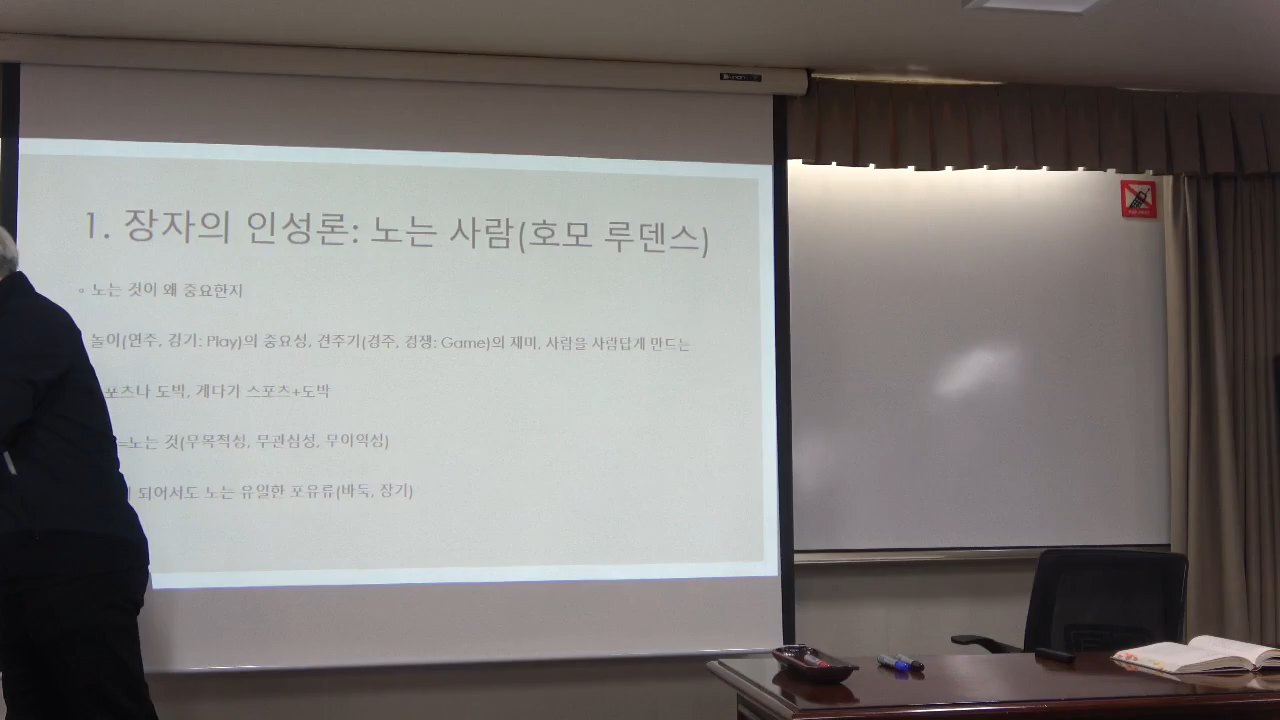 1. 장자의 인성론: 노는 사람(호모 루덴스)
◦ 노는 것이 왜 중요한지
놀이(연주, 경기: Play)의 중요성, 견주기(경주, 경쟁: Game)의 재미, 사람을 사람답게 만드는
포츠나 도박, 게다가 스포츠+도박
=노는 것(무목적성, 무관심성, 무이익성)
되어서도 노는 유일한 포유류(바둑, 장기)